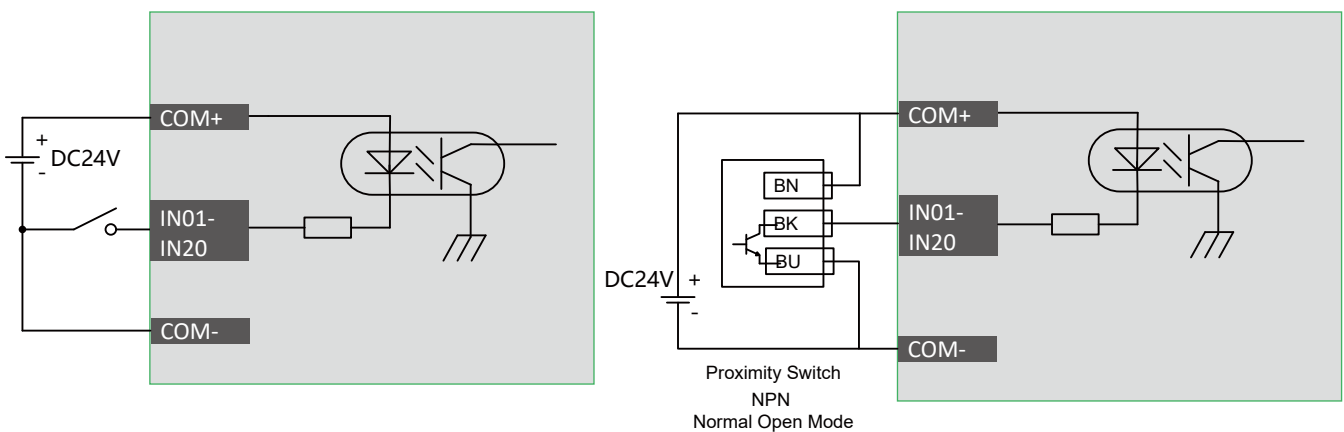 COM+
+
DC24V
-
IN01-
IN20
COM-
COM+
BN
IN01-
BK
IN20
BU
DC24V
+
-
COM-
Proximity Switch
NPN
Normal Open Mode